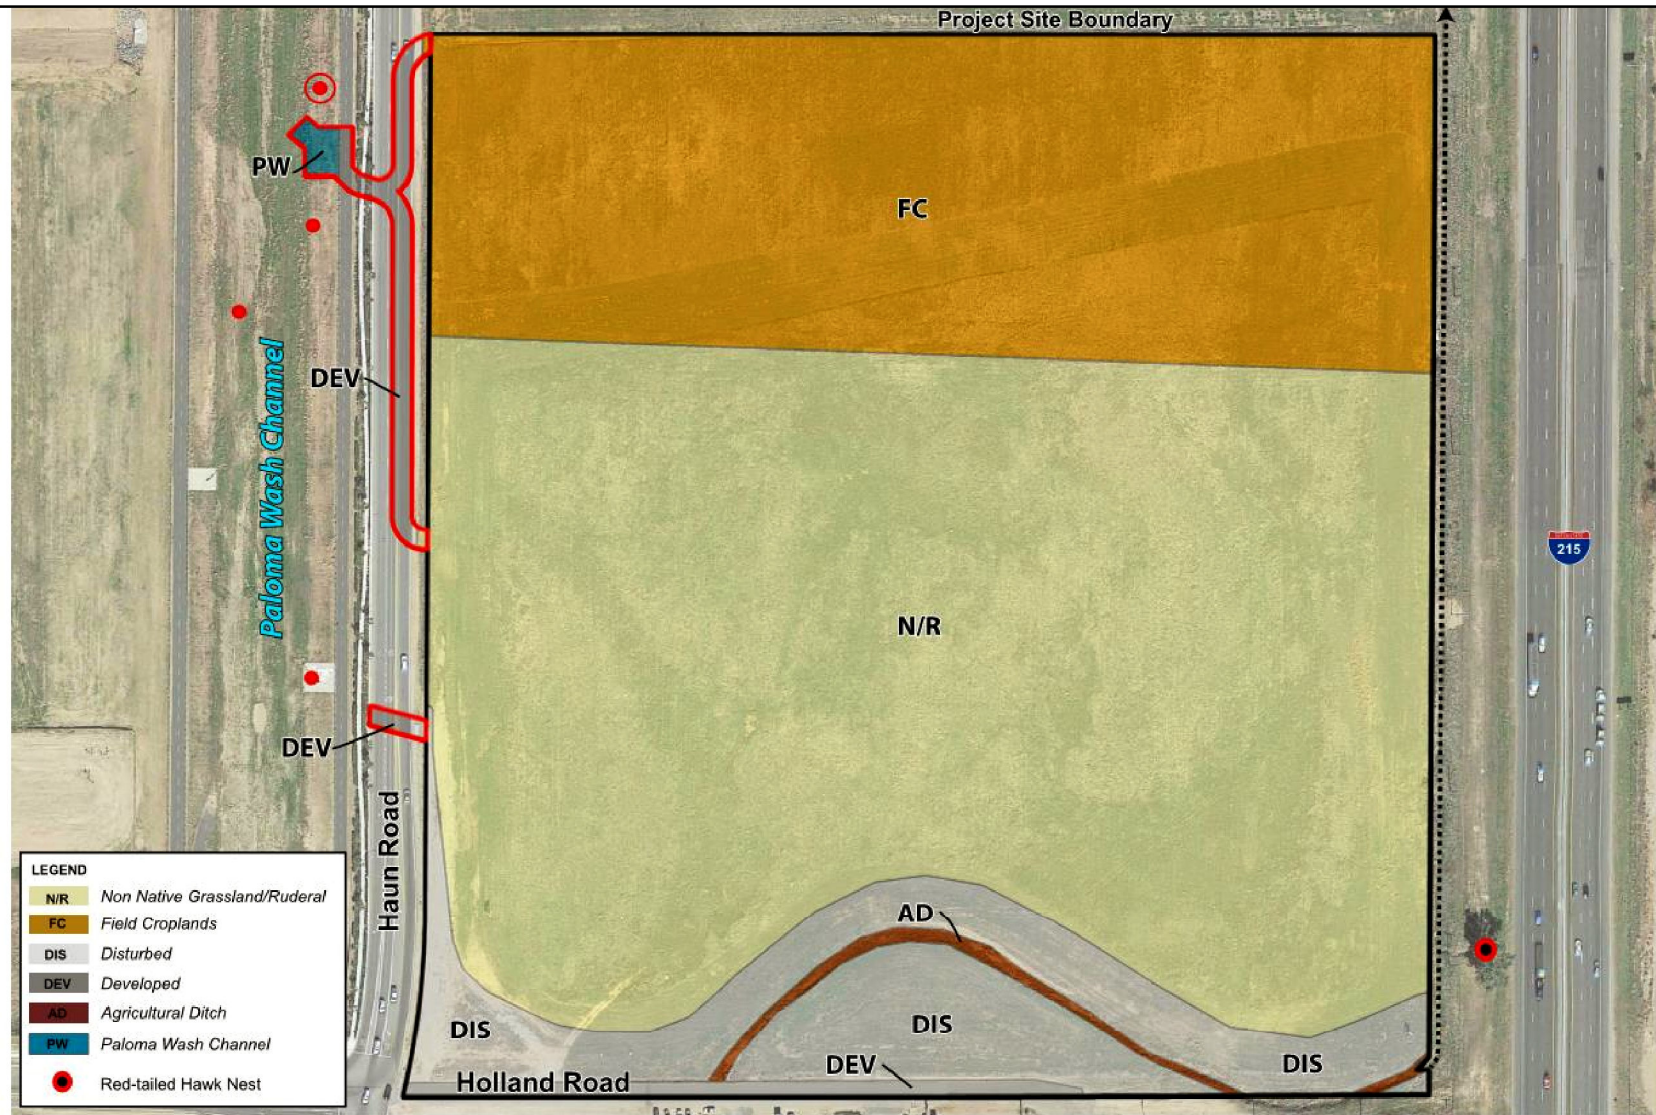 Project Site Boundary
PW
FC
DEV
Paloma Wash Channel
215
N/R
DEV
Haun Road
AD
DIS
DIS
DEV
DIS
Holland Road
LEGEND
N/R Non Native Grassland/Ruderal
FC Field Croplands
DIS Disturbed
DEV Developed
AD Agricultural Ditch
PW Paloma Wash Channel
Red-tailed Hawk Nest